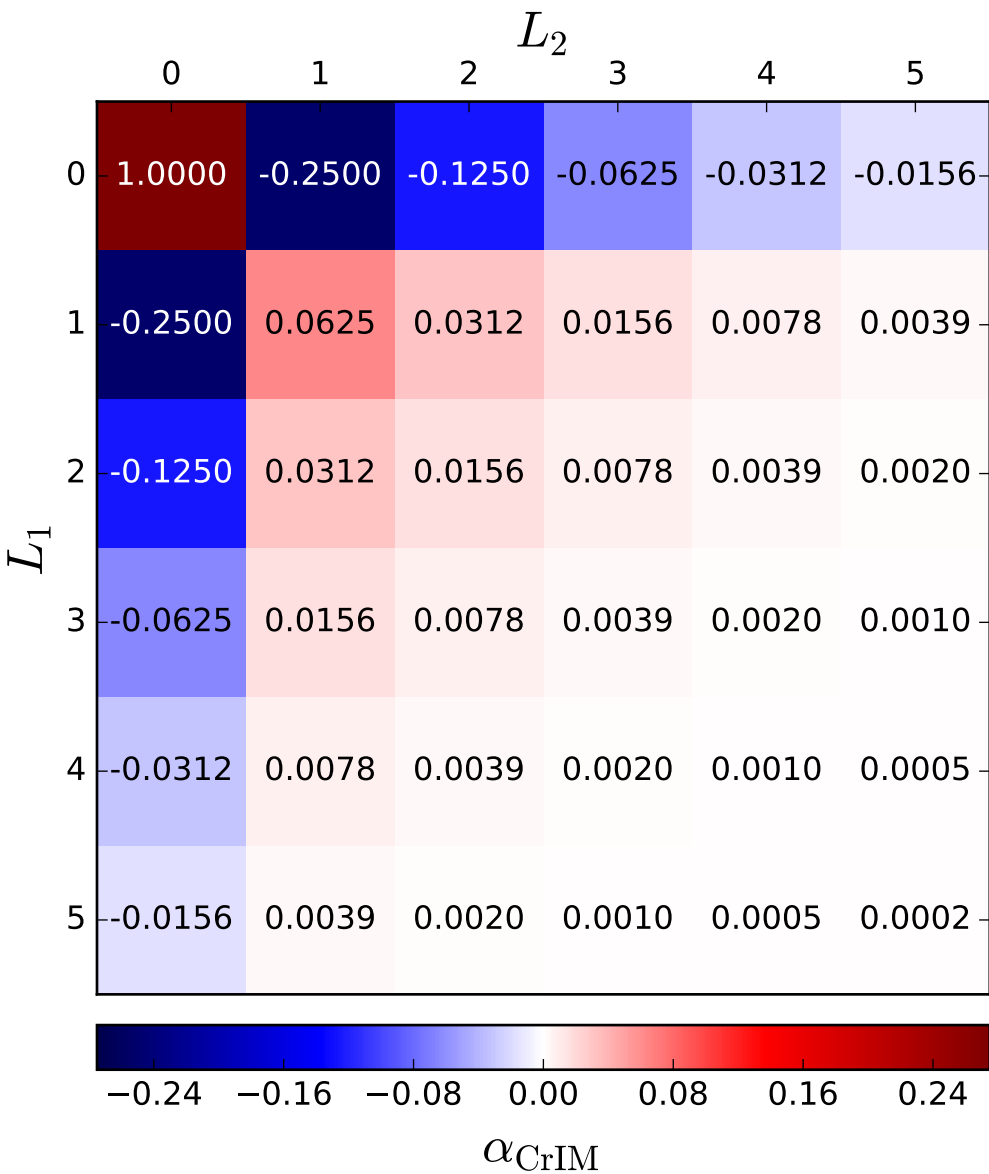 L₂
0 1 2 3 4 5
L₁
0 1.0000 -0.2500 -0.1250 -0.0625 -0.0312 -0.0156
1 -0.2500 0.0625 0.0312 0.0156 0.0078 0.0039
2 -0.1250 0.0312 0.0156 0.0078 0.0039 0.0020
3 -0.0625 0.0156 0.0078 0.0039 0.0020 0.0010
4 -0.0312 0.0078 0.0039 0.0020 0.0010 0.0005
5 -0.0156 0.0039 0.0020 0.0010 0.0005 0.0002
−0.24 −0.16 −0.08 0.00 0.08 0.16 0.24
α_CrIM